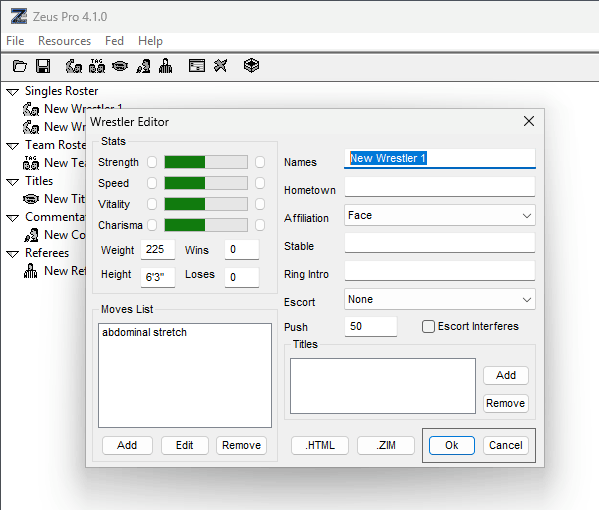 Zeus Pro 4.1.0
File Resources Fed Help
Singles Roster
New Wrestler 1
New
Team Roste
New
Titles
New Tit
Commenta
New Co
Referees
New Ref
Wrestler Editor
Stats
Strength
Speed
Vitality
Charisma
Weight 225 Wins 0
Height 6'3" Loses 0
Moves List
abdominal stretch
Add Edit Remove
Names New Wrestler 1
Hometown
Affiliation Face
Stable
Ring Intro
Escort None
Push 50 Escort Interferes
Titles
Add
Remove
.HTML .ZIM Ok Cancel